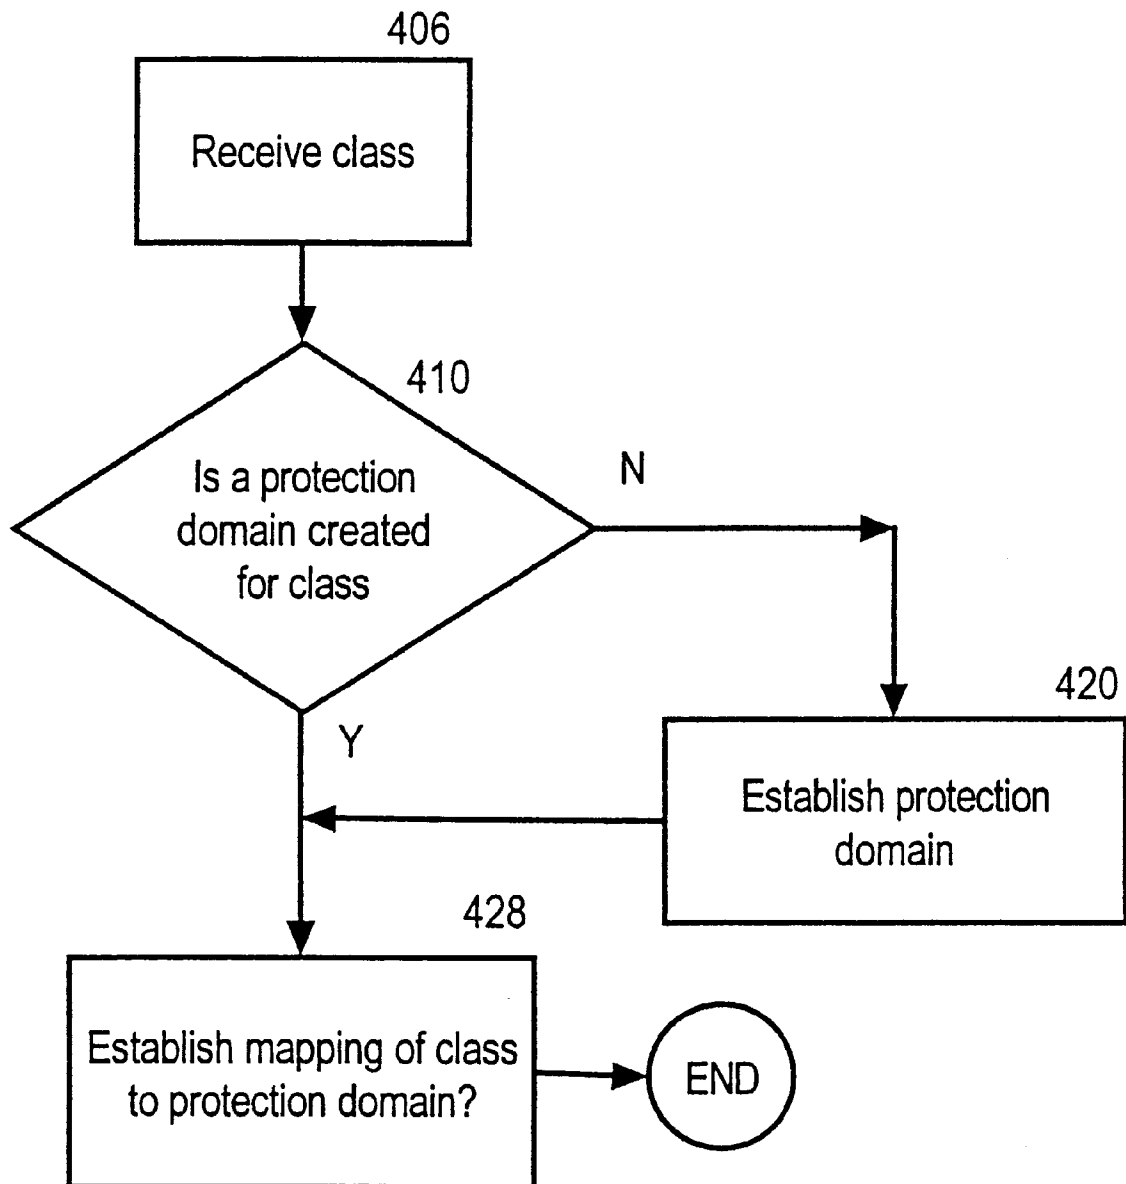 406
Receive class
410
Is a protection
domain created
for class
N
Y
420
Establish protection
domain
428
Establish mapping of class
to protection domain?
END